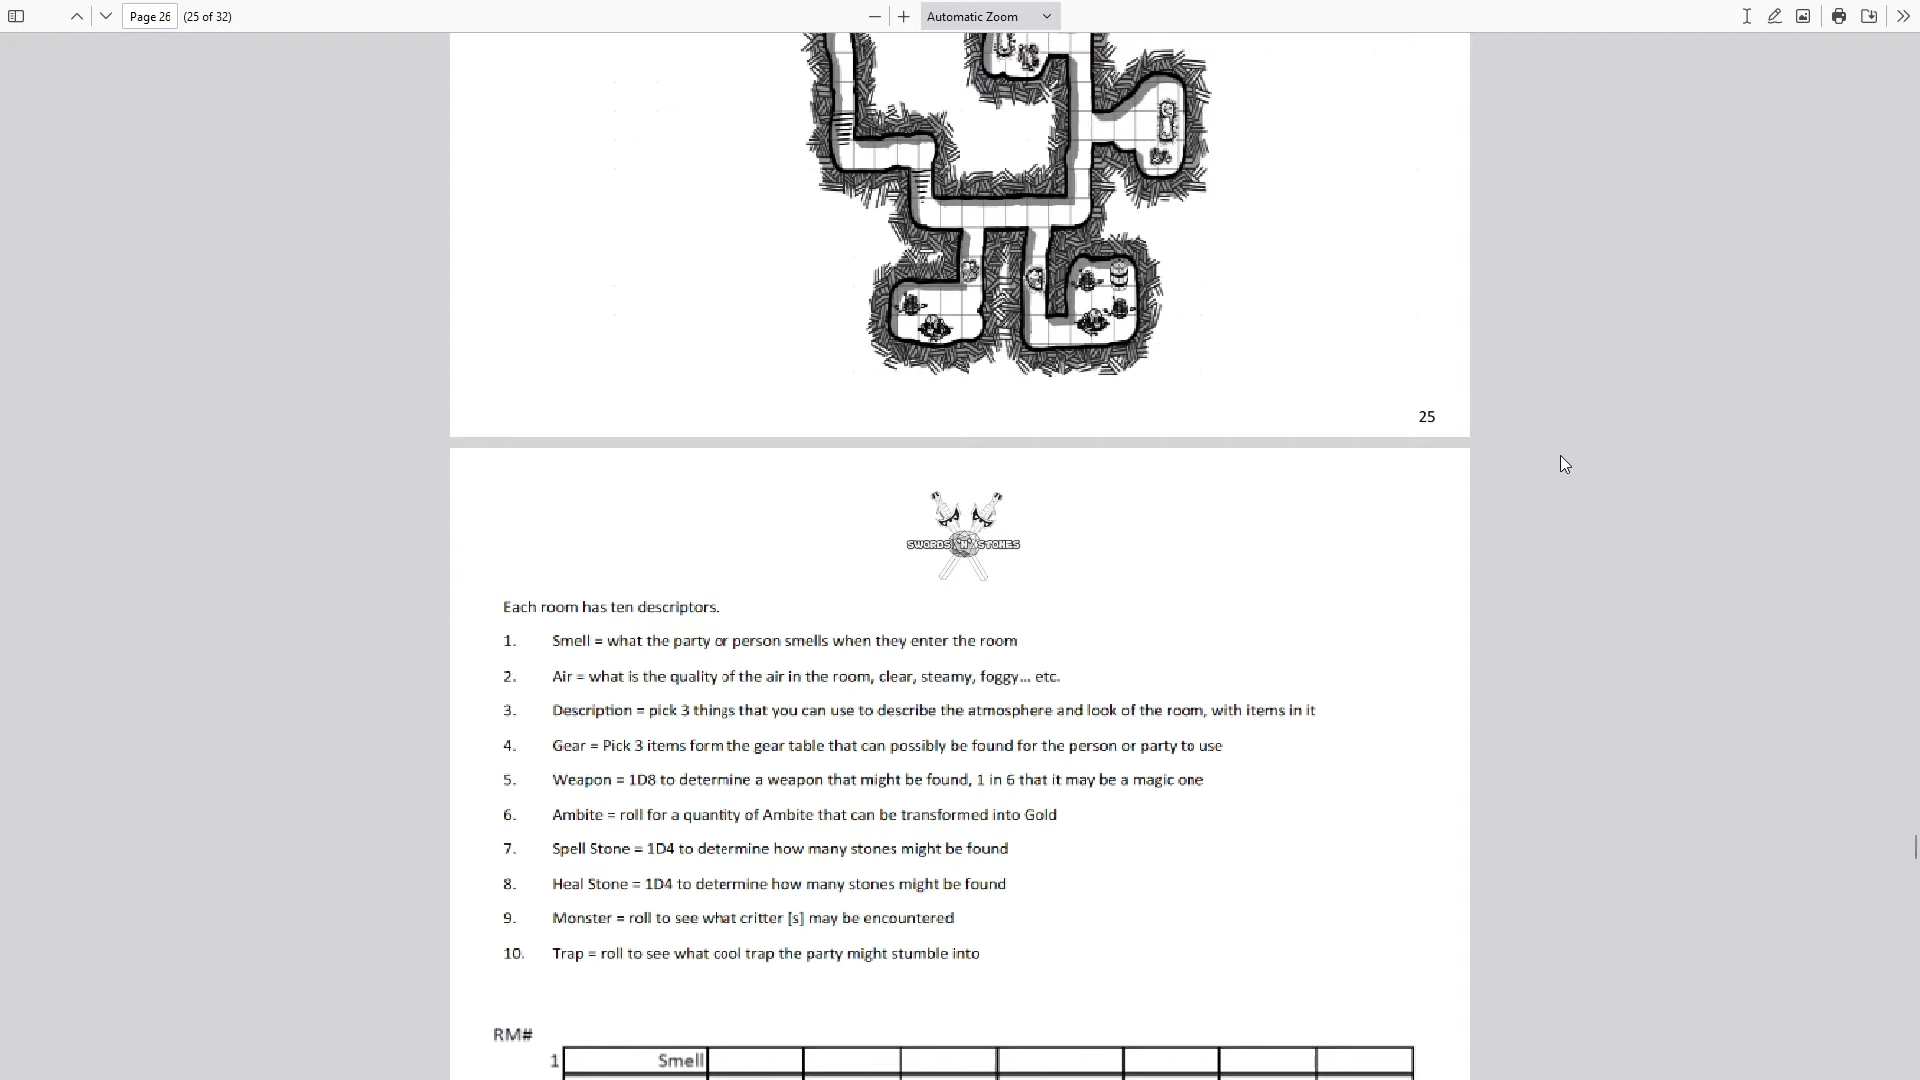 Page 26 (25 of 32) Automatic Zoom
25
SWORDS 'N' STONES
Each room has ten descriptors.
1. Smell = what the party or person smells when they enter the room
2. Air = what is the quality of the air in the room, clear, steamy, foggy... etc.
3. Description = pick 3 things that you can use to describe the atmosphere and look of the room, with items in it
4. Gear = Pick 3 items form the gear table that can possibly be found for the person or party to use
5. Weapon = 1D8 to determine a weapon that might be found, 1 in 6 that it may be a magic one
6. Ambite = roll for a quantity of Ambite that can be transformed into Gold
7. Spell Stone = 1D4 to determine how many stones might be found
8. Heal Stone = 1D4 to determine how many stones might be found
9. Monster = roll to see what critter [s] may be encountered
10. Trap = roll to see what cool trap the party might stumble into
RM#
1 Smell